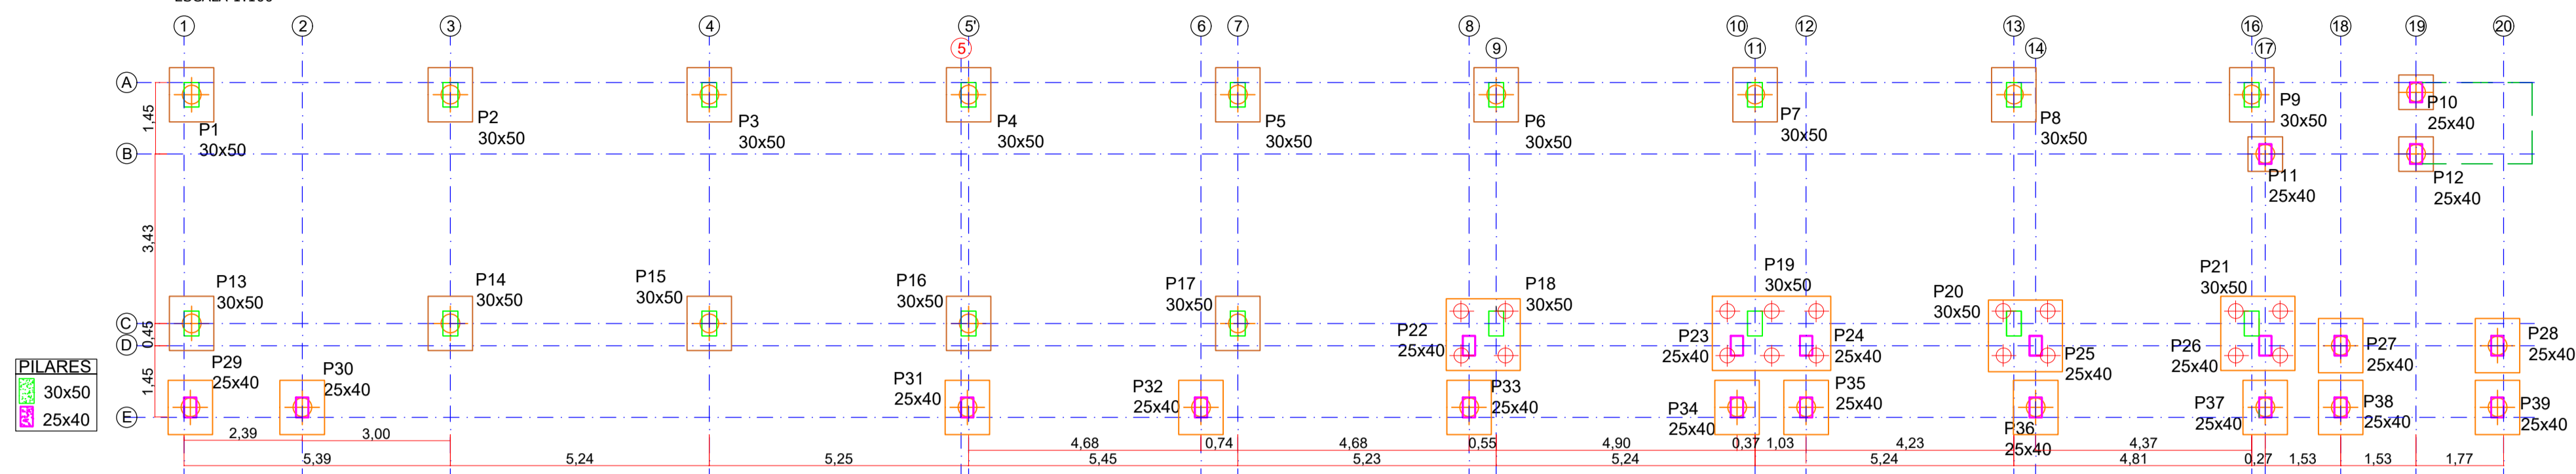 1 2 3 4 5' 6 7 8 10 12 13 16 18 19 20
5 9 11 14 17
A
B
C
D
E
1,45
3,43
0,45
1,45
P1
30x50
P2
30x50
P3
30x50
P4
30x50
P5
30x50
P6
30x50
P7
30x50
P8
30x50
P9
30x50
P10
25x40
P11
25x40
P12
25x40
P13
30x50
P14
30x50
P15
30x50
P16
30x50
P17
30x50
P18
30x50
P19
30x50
P20
30x50
P21
30x50
P22
25x40
P23
25x40
P24
25x40
P25
25x40
P26
25x40
P27
25x40
P28
25x40
P29
25x40
P30
25x40
P31
25x40
P32
25x40
P33
25x40
P34
25x40
P35
25x40
P36
25x40
P37
25x40
P38
25x40
P39
25x40
PILARES
30x50
25x40
2,39 3,00 4,68 0,74 4,68 0,55 4,90 0,37 1,03 4,23 4,37
5,39 5,24 5,25 5,45 5,23 5,24 5,24 4,81 0,27 1,53 1,53 1,77